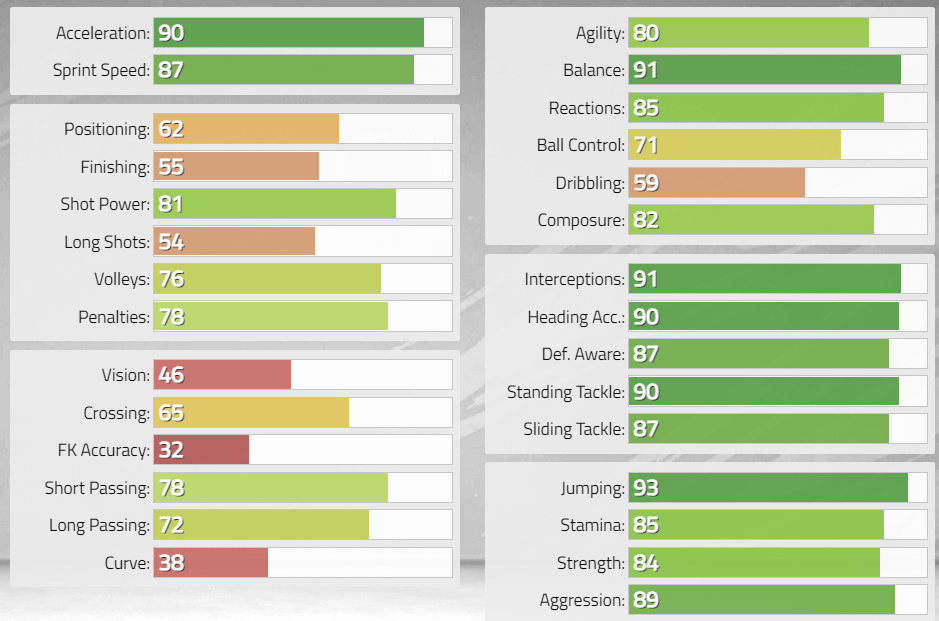 Acceleration: 90
Sprint Speed: 87
Positioning: 62
Finishing: 55
Shot Power: 81
Long Shots: 54
Volleys: 76
Penalties: 78
Vision: 46
Crossing: 65
FK Accuracy: 32
Short Passing: 78
Long Passing: 72
Curve: 38
Agility: 80
Balance: 91
Reactions: 85
Ball Control: 71
Dribbling: 59
Composure: 82
Interceptions: 91
Heading Acc.: 90
Def. Aware: 87
Standing Tackle: 90
Sliding Tackle: 87
Jumping: 93
Stamina: 85
Strength: 84
Aggression: 89